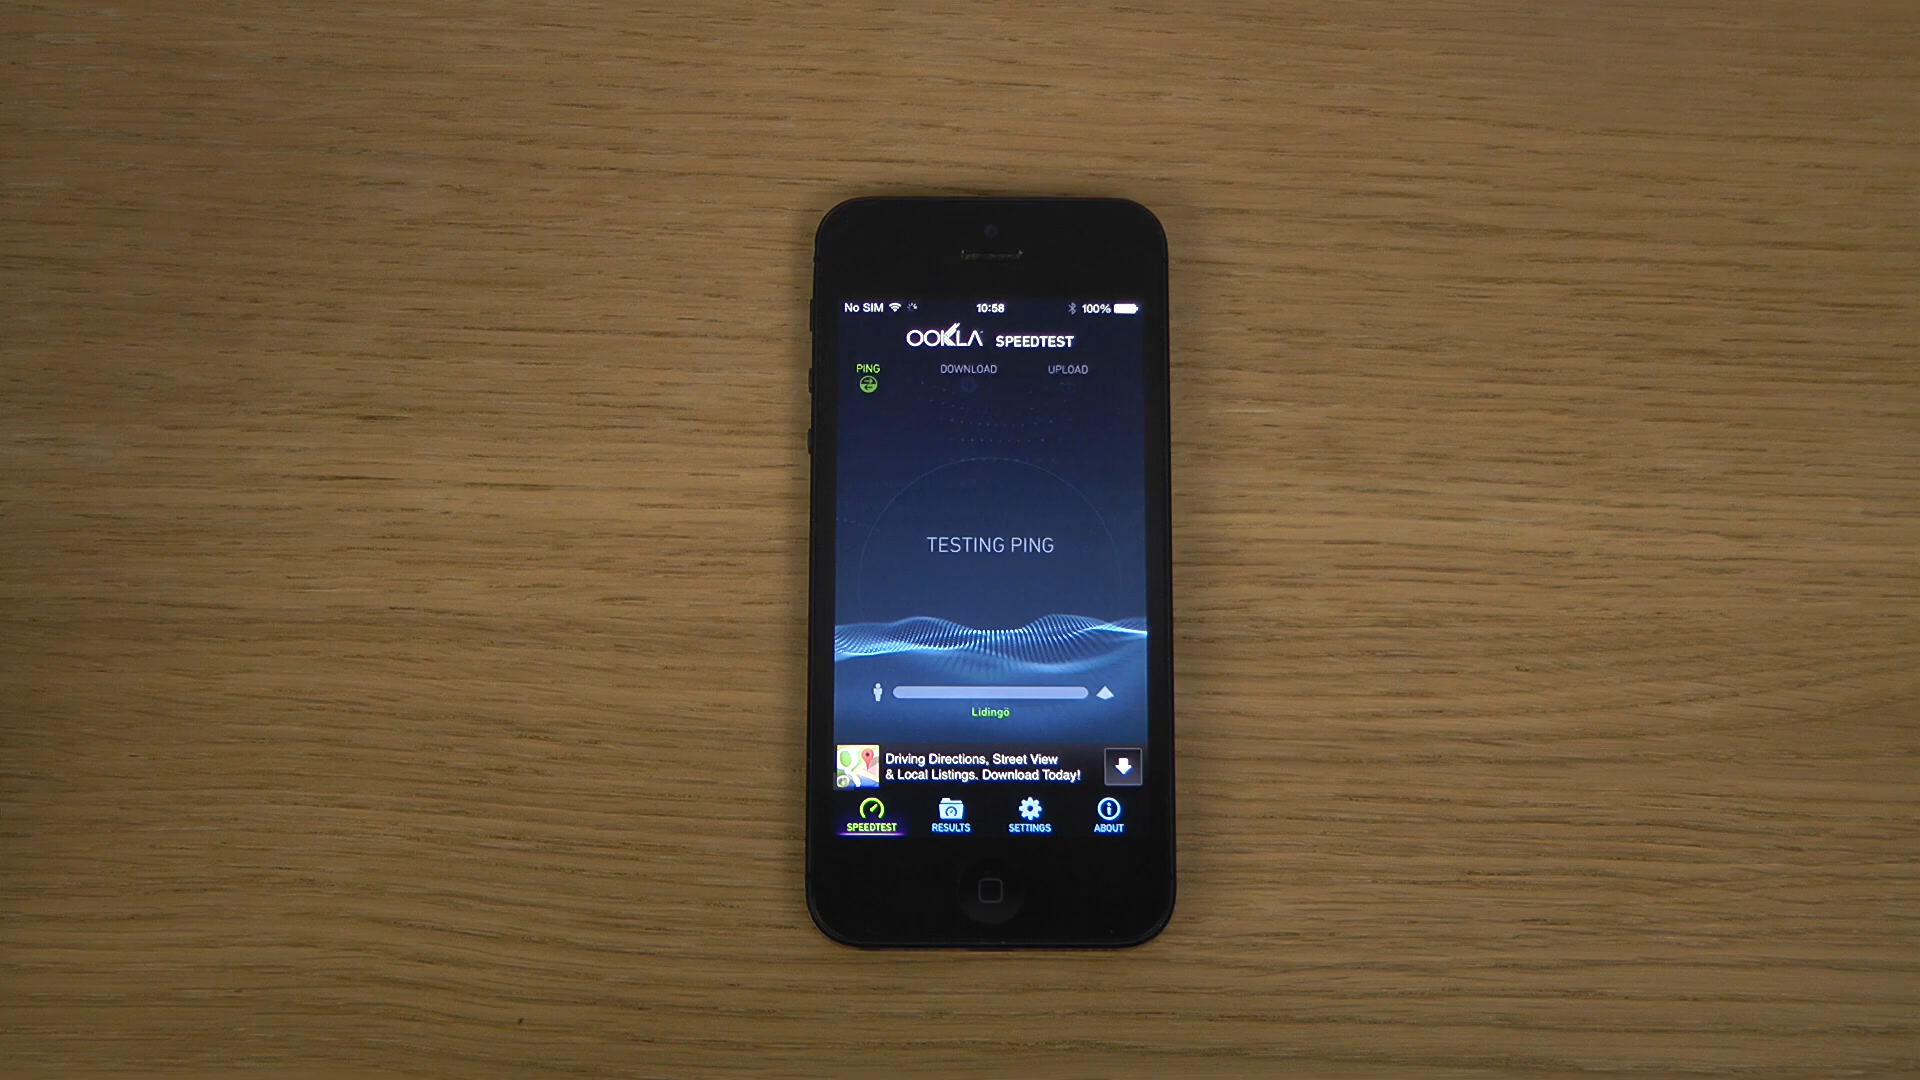 No SIM 10:58 100%
OOKLA SPEEDTEST
PING DOWNLOAD UPLOAD
TESTING PING
Lidingö
Driving Directions, Street View
& Local Listings. Download Today!
SPEEDTEST RESULTS SETTINGS ABOUT